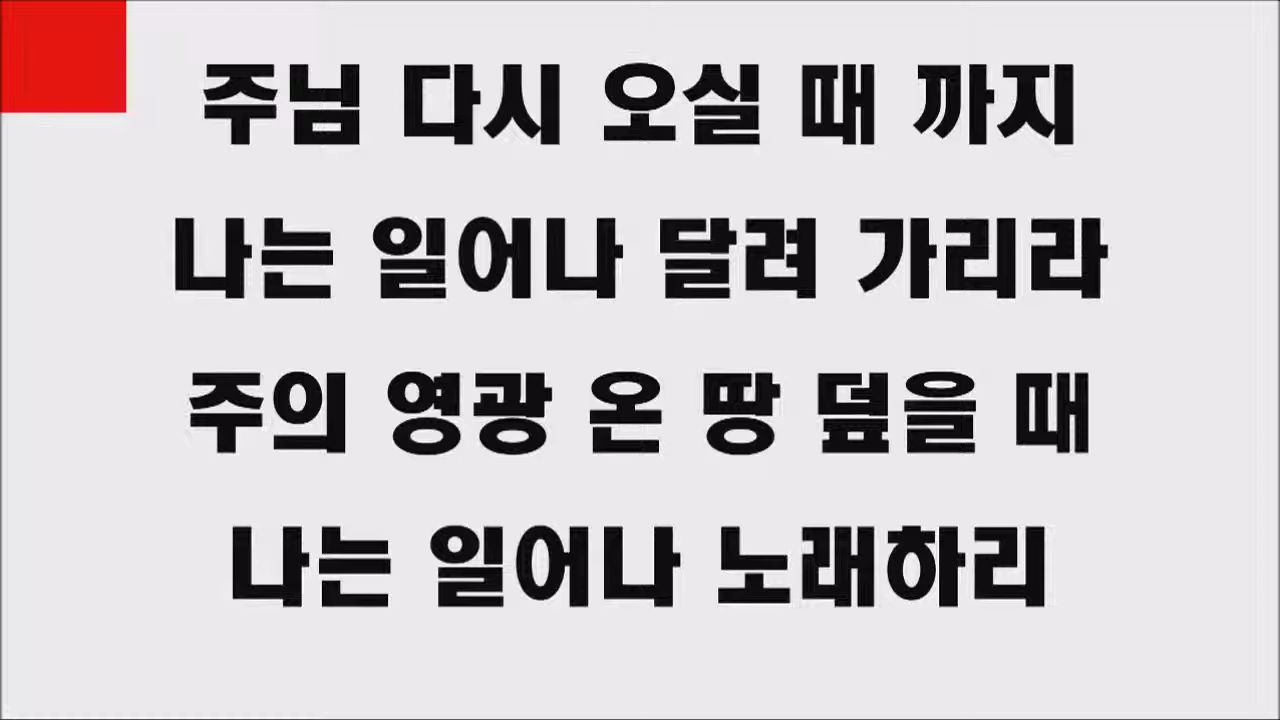 주님 다시 오실 때 까지
나는 일어나 달려 가리라
주의 영광 온 땅 덮을 때
나는 일어나 노래하리